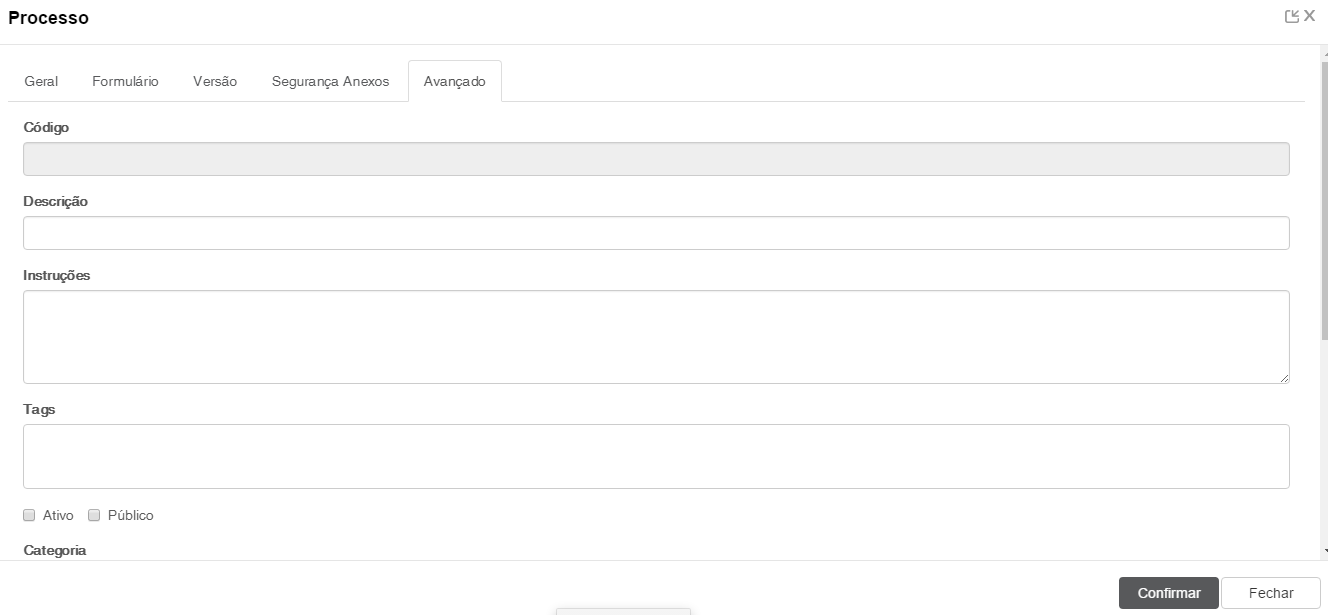 Processo
Geral Formulário Versão Segurança Anexos Avançado
Código
Descrição
Instruções
Tags
Ativo Público
Categoria
Confirmar Fechar